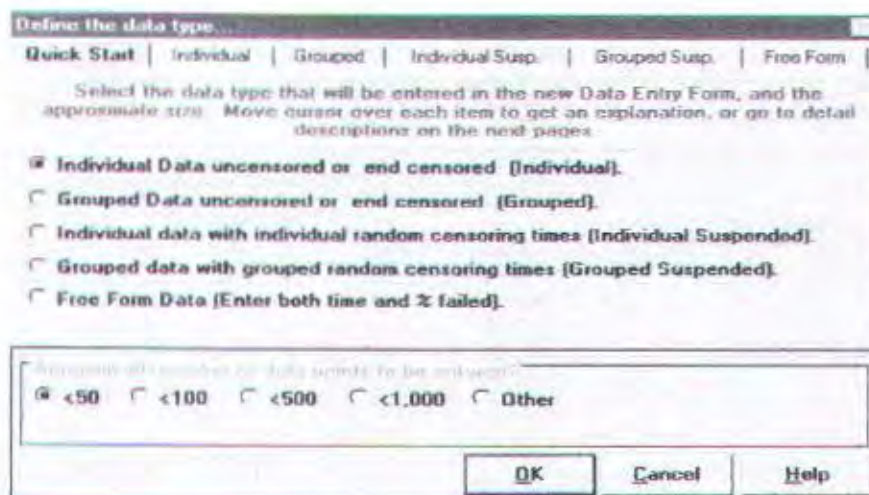 Define the data type...
Quick Start | Individual | Grouped | Individual Susp. | Grouped Susp. | Free Form
Select the data type that will be entered in the new Data Entry Form, and the
approximate size. Move cursor over each item to get an explanation, or go to detail
descriptions on the next pages
Individual Data uncensored or end censored (Individual).
Grouped Data uncensored or end censored (Grouped).
Individual data with individual random censoring times (Individual Suspended).
Grouped data with grouped random censoring times (Grouped Suspended).
Free Form Data (Enter both time and % failed).
data points to be
<50 <100 <500 <1,000 Other
OK Cancel Help